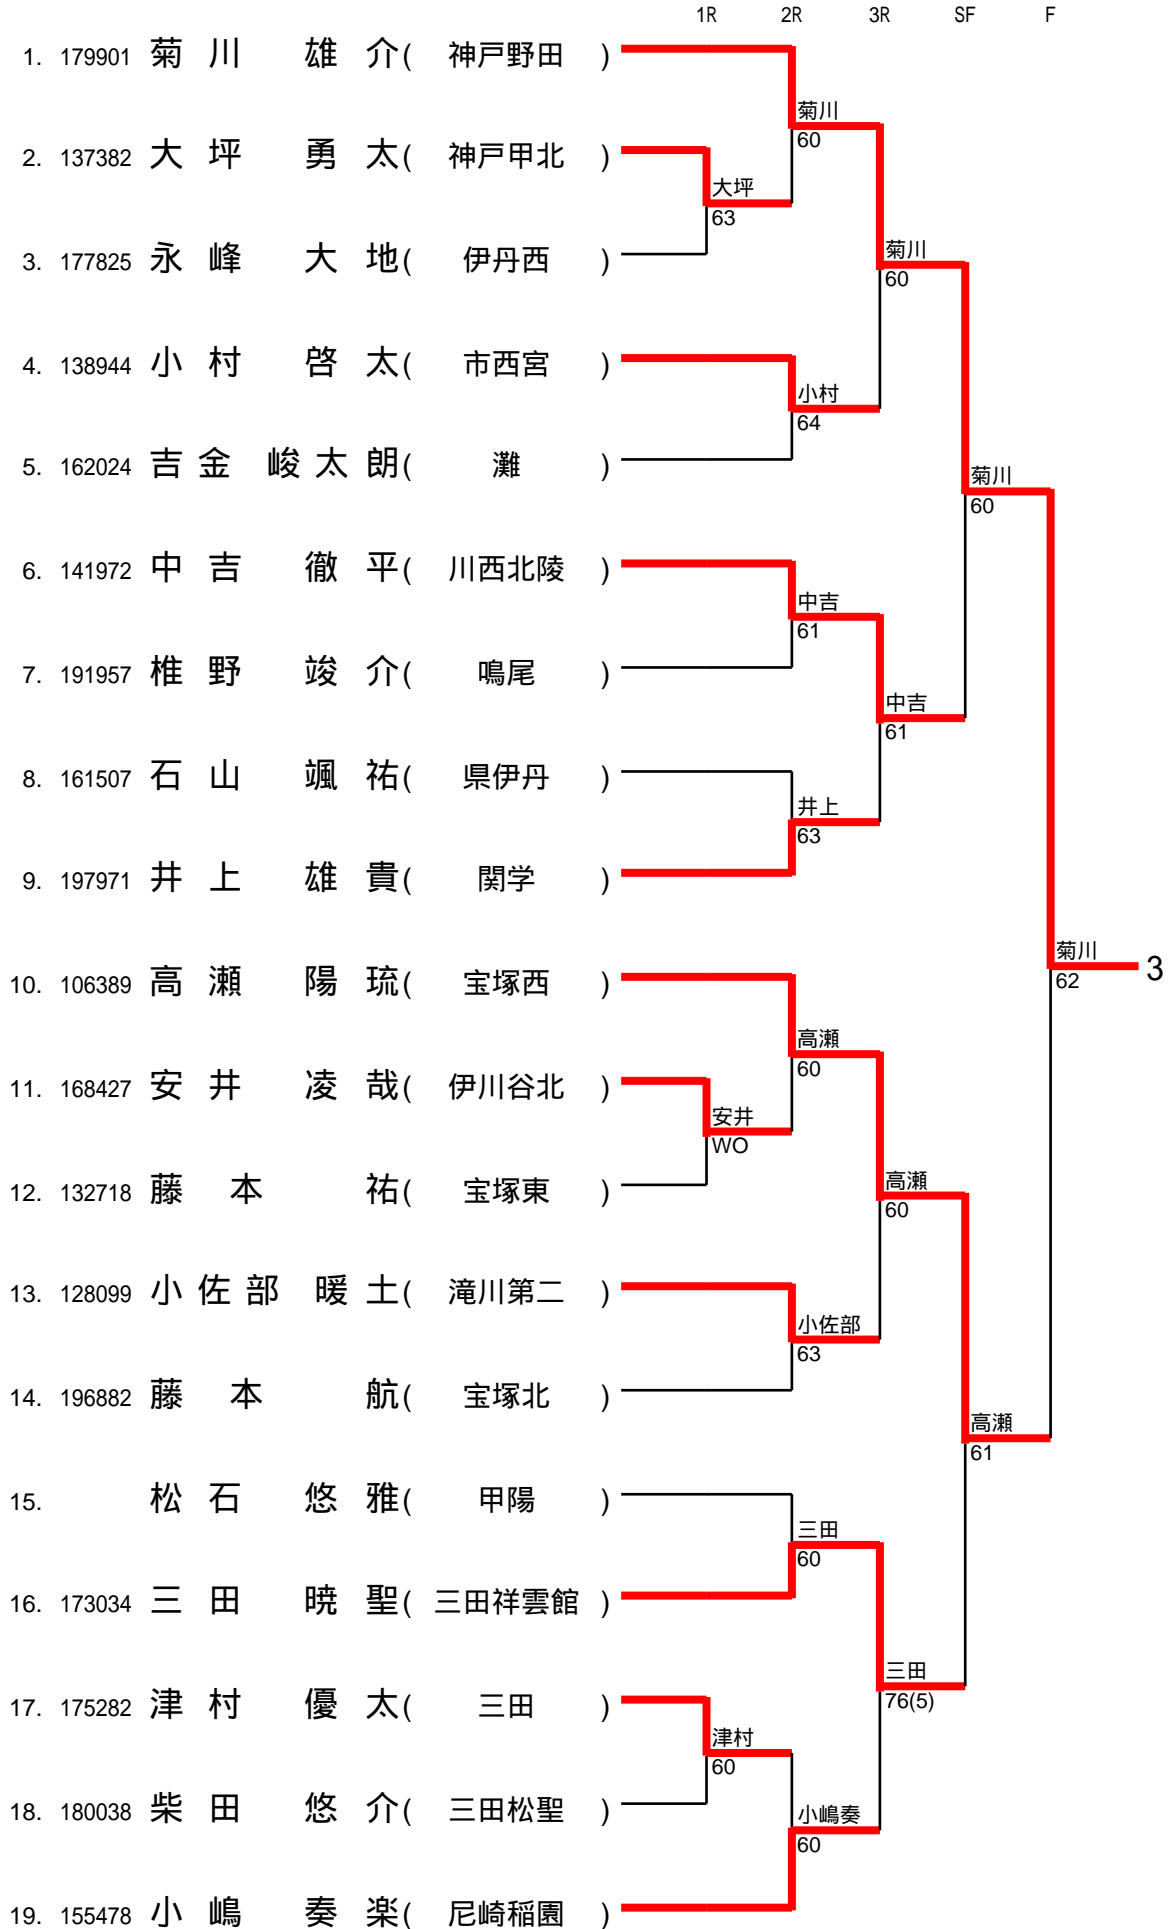 1R 2R 3R SF F
1. 179901 菊川 雄介( 神戸野田 )
菊川
60
2. 137382 大坪 勇太( 神戸甲北 )
大坪
63
3. 177825 永峰 大地( 伊丹西 )
菊川
60
4. 138944 小村 啓太( 市西宮 )
小村
64
5. 162024 吉金 峻太朗( 灘 )
菊川
60
6. 141972 中吉 徹平( 川西北陵 )
中吉
61
7. 191957 椎野 竣介( 鳴尾 )
中吉
61
8. 161507 石山 颯祐( 県伊丹 )
井上
63
9. 197971 井上 雄貴( 関学 )
菊川
62
3
10. 106389 高瀬 陽琉( 宝塚西 )
高瀬
60
11. 168427 安井 凌哉( 伊川谷北 )
安井
WO
12. 132718 藤本 祐( 宝塚東 )
高瀬
60
13. 128099 小佐部 暖土( 滝川第二 )
小佐部
63
14. 196882 藤本 航( 宝塚北 )
高瀬
61
15. 松石 悠雅( 甲陽 )
三田
60
16. 173034 三田 暁聖( 三田祥雲館 )
三田
76(5)
17. 175282 津村 優太( 三田 )
津村
60
18. 180038 柴田 悠介( 三田松聖 )
小嶋奏
60
19. 155478 小嶋 奏楽( 尼崎稲園 )